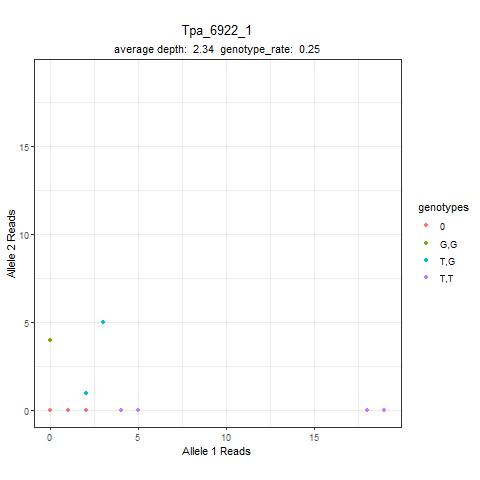 Tpa_6922_1
average depth:  2.34  genotype_rate:  0.25
Allele 2 Reads
15
10
5
0
0
5
10
15
Allele 1 Reads
genotypes
0
G,G
T,G
T,T